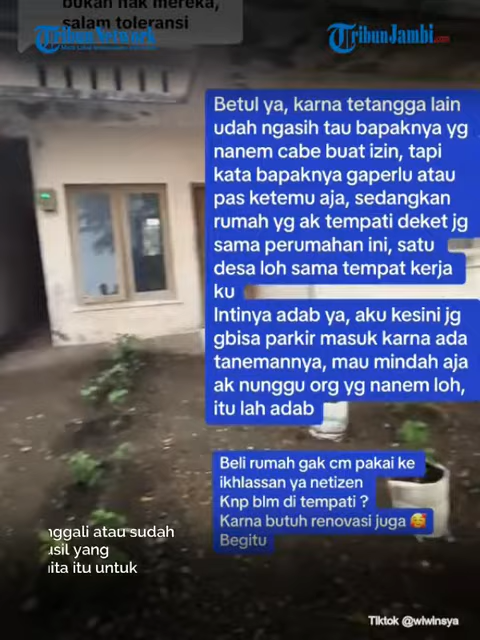 bukan hak mereka,
salam toleransi
Tribun Network
TribunJambi.com
Betul ya, karna tetangga lain
udah ngasih tau bapaknya yg
nanem cabe buat izin, tapi
kata bapaknya gaperlu atau
pas ketemu aja, sedangkan
rumah yg ak tempati deket jg
sama perumahan ini, satu
desa loh sama tempat kerja
ku
Intinya adab ya, aku kesini jg
gbisa parkir masuk karna ada
tanemannya, mau mindah aja
ak nunggu org yg nanem loh,
itu lah adab
Beli rumah gak cm pakai ke
ikhlassan ya netizen
Knp blm di tempati ?
Karna butuh renovasi juga 🥰
Begitu
nggali atau sudah
usil yang
ita itu untuk
Tiktok @wiwinsya